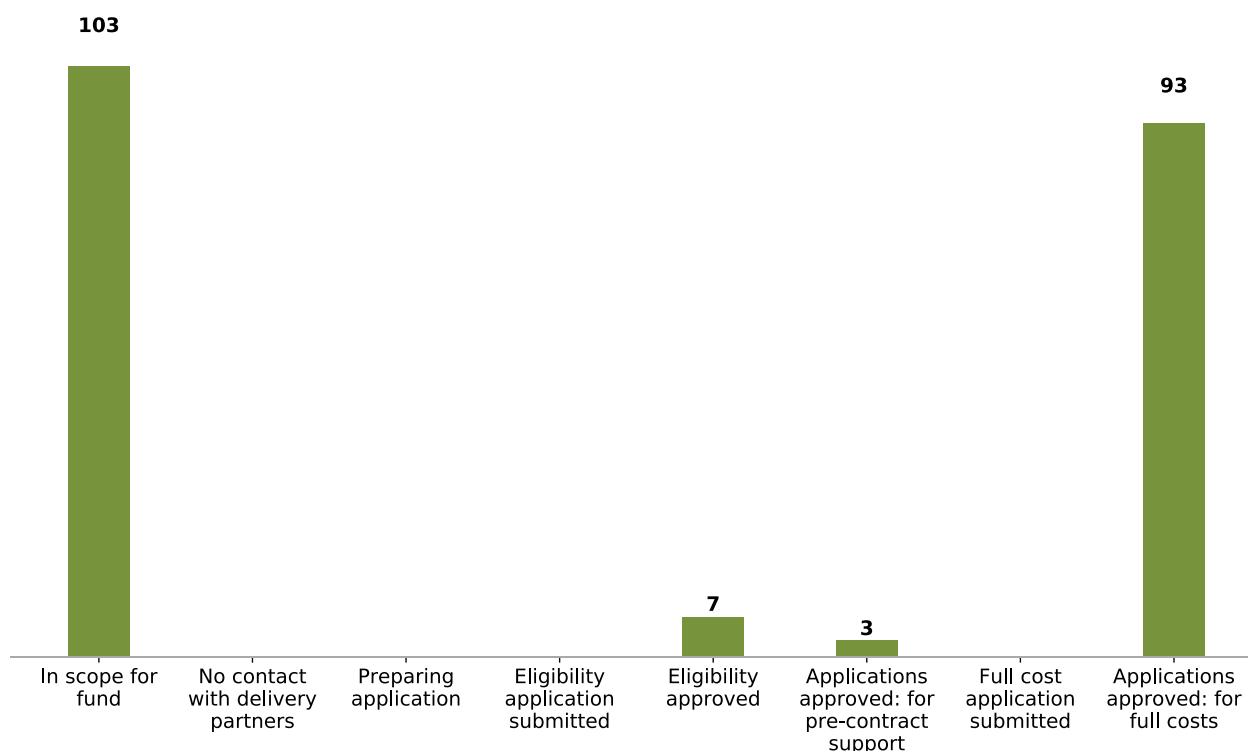 103
93
7
3
In scope for
fund
No contact
with delivery
partners
Preparing
application
Eligibility
application
submitted
Eligibility
approved
Applications
approved: for
pre-contract
support
Full cost
application
submitted
Applications
approved: for
full costs